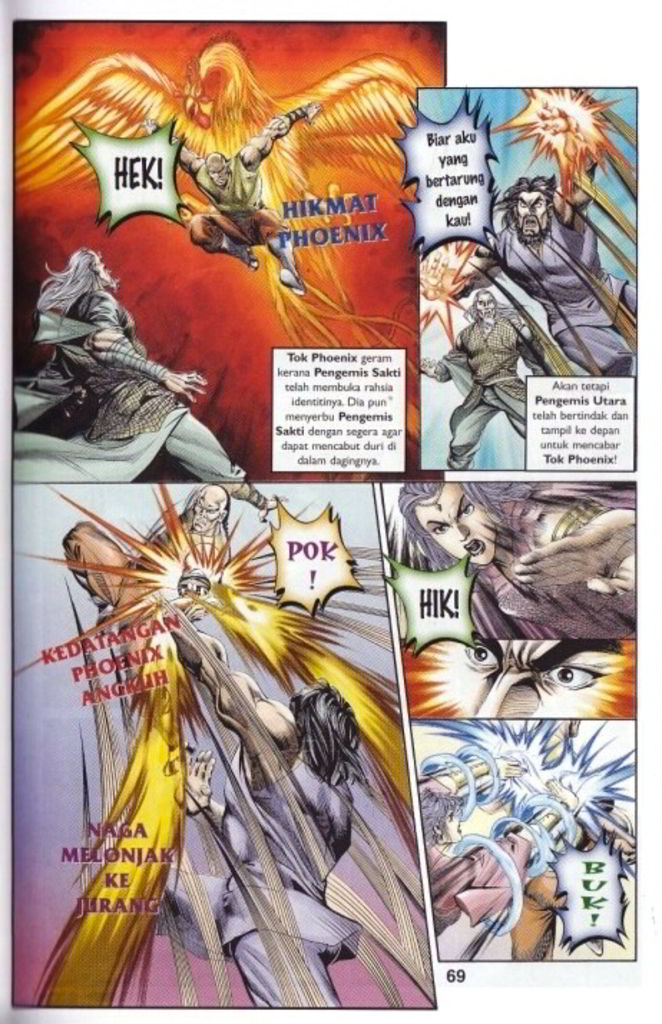 HEK!
HIKMAT
PHOENIX
Tok Phoenix geram
kerana Pengemis Sakti
telah membuka rahsia
identitinya. Dia pun
menyerbu Pengemis
Sakti dengan segera agar
dapat mencabut duri di
dalam dagingnya.
Biar aku
yang
bertarung
dengan
kau!
Akan tetapi
Pengemis Utara
telah bertindak dan
tampil ke depan
untuk mencabar
Tok Phoenix!
POK
!
KEDATANGAN
PHOENIX
ANGKUH
NAGA
MELONJAK
KE
JURANG
HIK!
BUK!
69